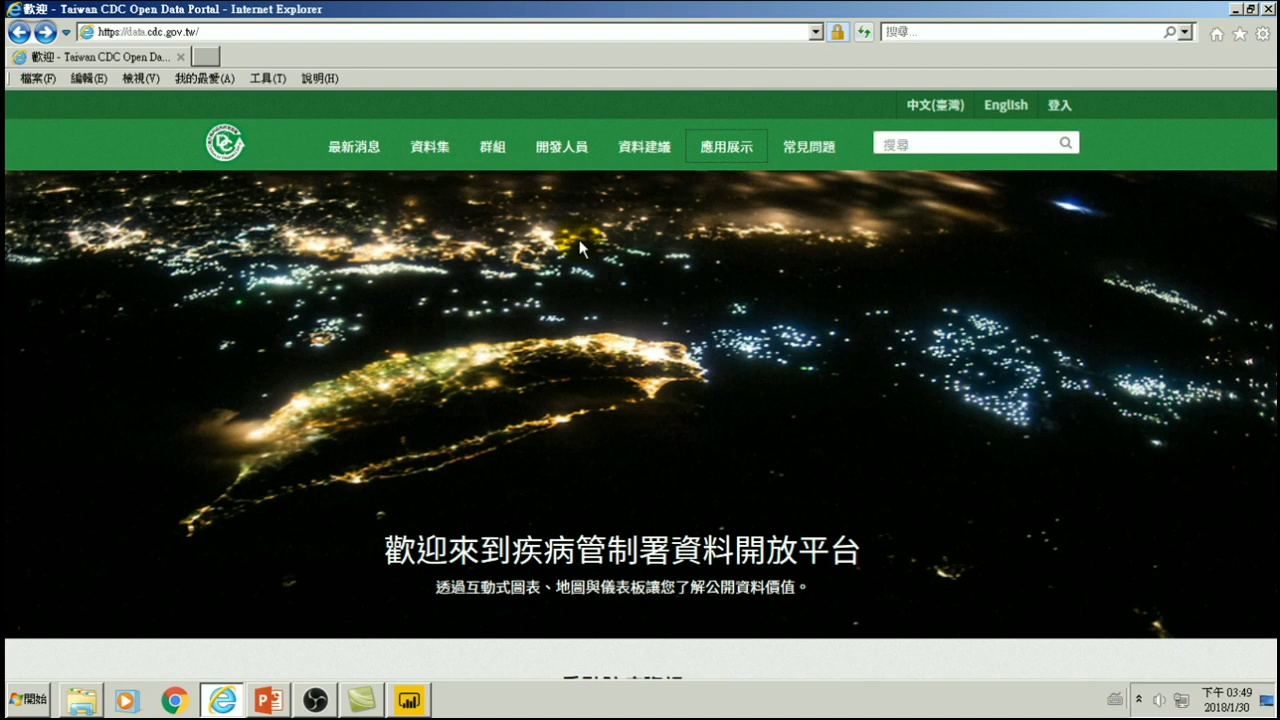 歡迎 - Taiwan CDC Open Data Portal - Internet Explorer
https://data.cdc.gov.tw/
搜尋...
歡迎 - Taiwan CDC Open Da...
檔案(F) 編輯(E) 檢視(V) 我的最愛(A) 工具(T) 說明(H)
中文(臺灣) English 登入
最新消息 資料集 群組 開發人員 資料建議 應用展示 常見問題 搜尋
歡迎來到疾病管制署資料開放平台
透過互動式圖表、地圖與儀表板讓您了解公開資料價值。
開始
下午 03:49
2018/1/30